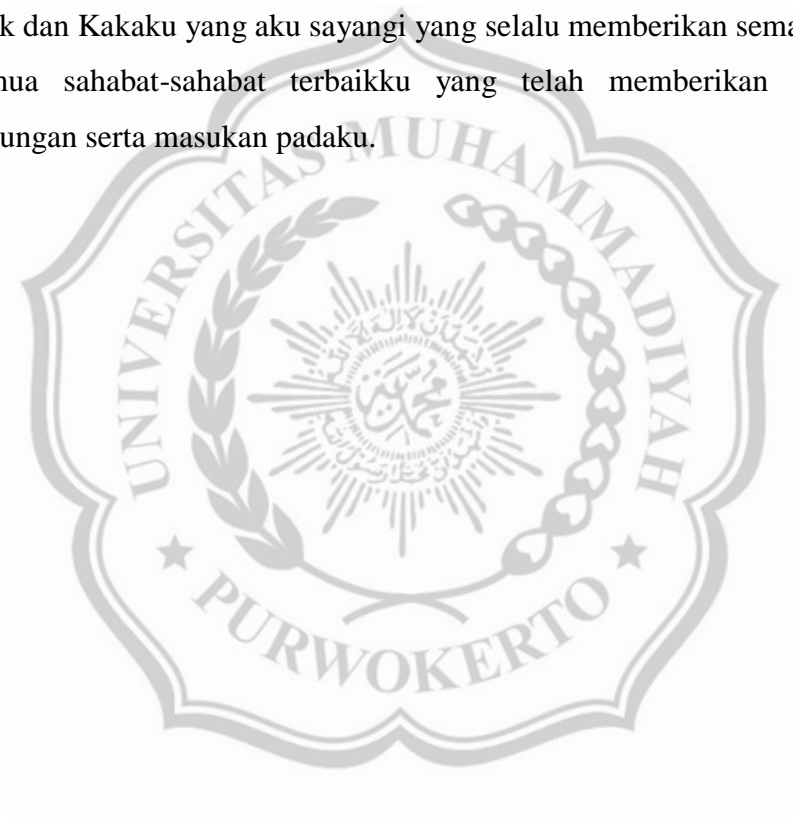 k dan Kakaku yang aku sayangi yang selalu memberikan sema
nua sahabat-sahabat terbaikku yang telah memberikan
ungan serta masukan padaku.
UNIVERSITAS MUHAMMADIYAH
PURWOKERTO